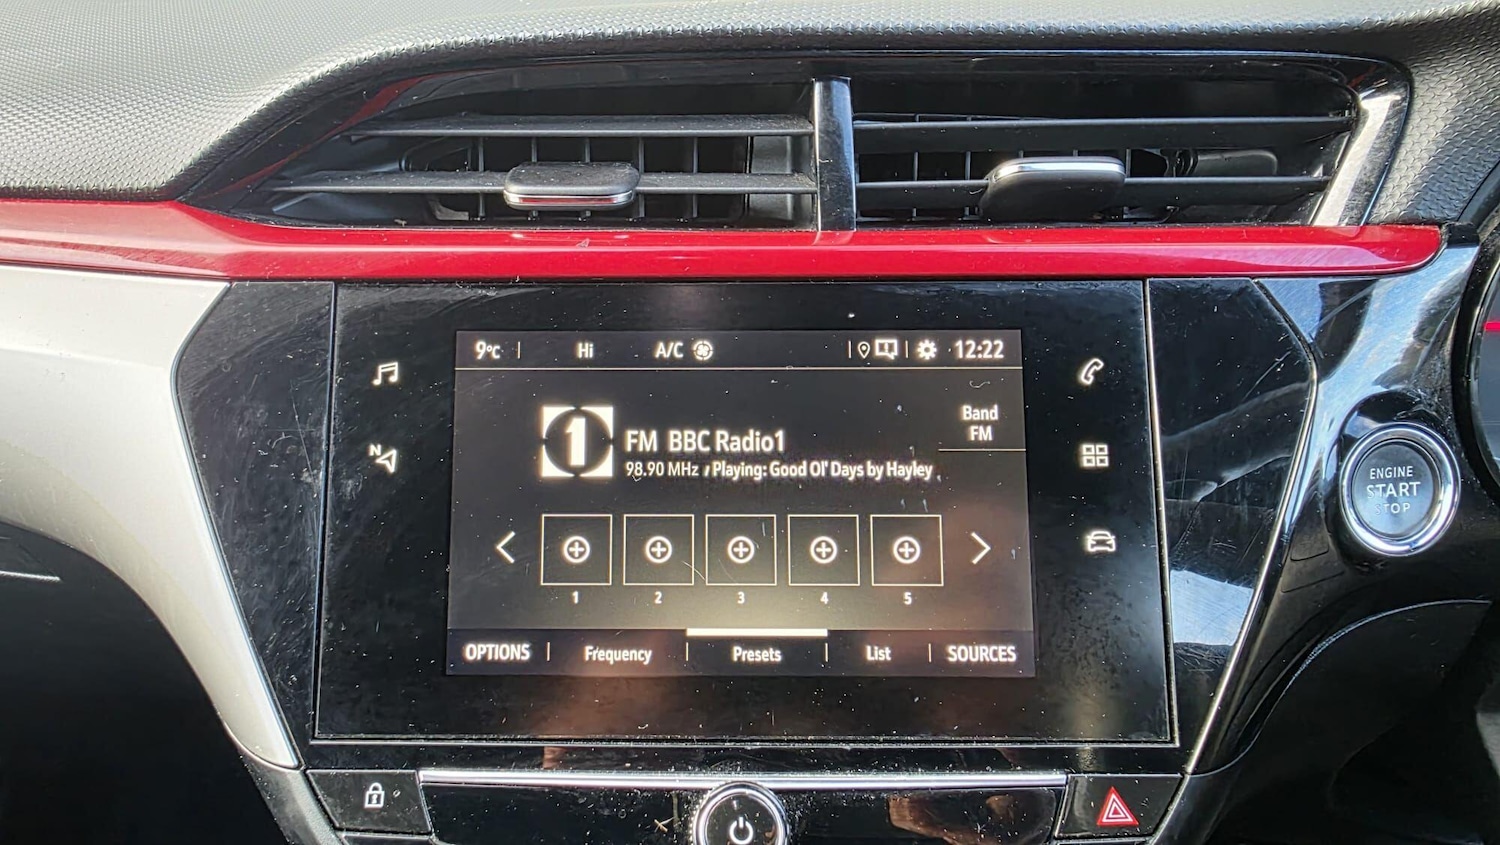 9°C | Hi A/C | | 12:22
1 FM BBC Radio1
98.90 MHz Playing: Good Ol' Days by Hayley
Band
FM
N
1 2 3 4 5
OPTIONS | Frequency | Presets | List | SOURCES
ENGINE
START
STOP